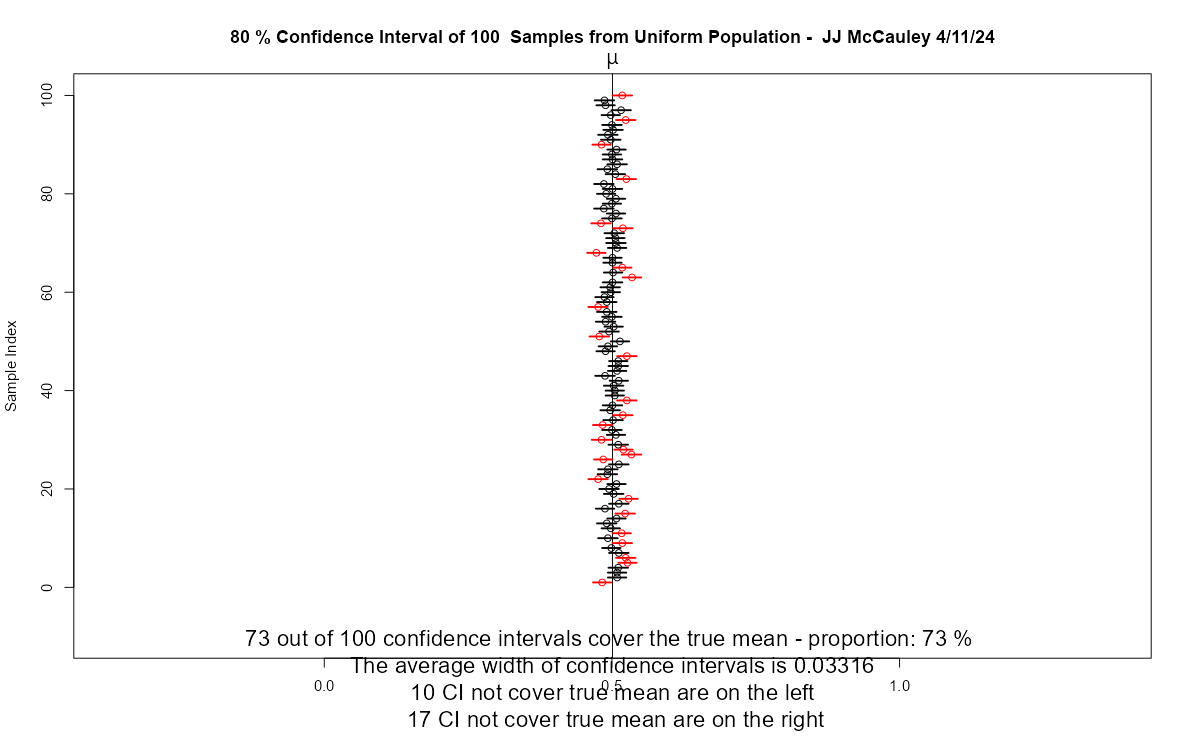 80 % Confidence Interval of 100  Samples from Uniform Population -  JJ McCauley 4/11/24
μ
100
80
60
40
20
0
Sample Index
73 out of 100 confidence intervals cover the true mean - proportion: 73 %
The average width of confidence intervals is 0.03316
0.0 0.5 1.0
10 CI not cover true mean are on the left
17 CI not cover true mean are on the right